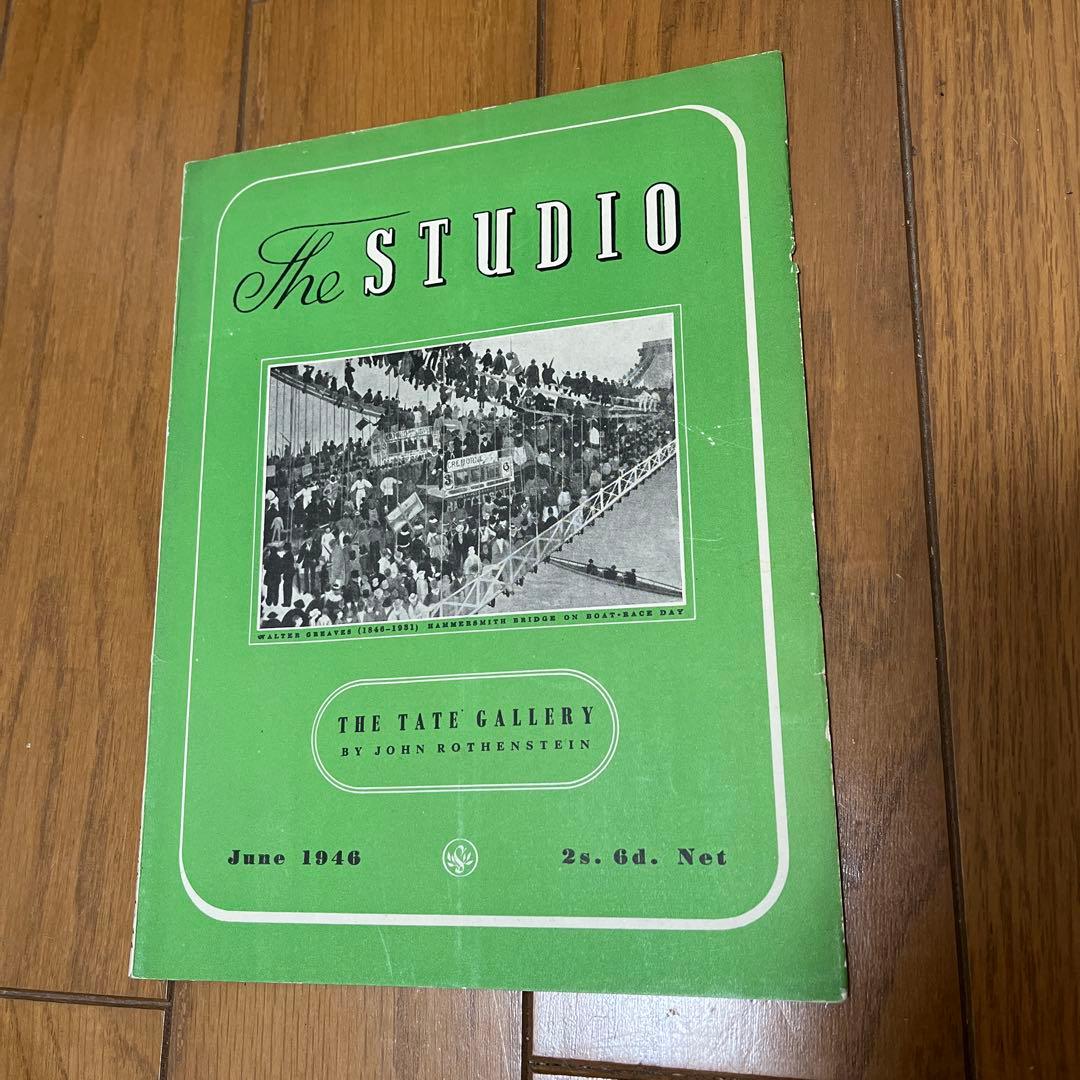 The STUDIO
CREMORNE
WALTER GREAVES (1846-1931) HAMMERSMITH BRIDGE ON BOAT-RACE DAY
THE TATE GALLERY
BY JOHN ROTHENSTEIN
June 1946
S
2s. 6d. Net